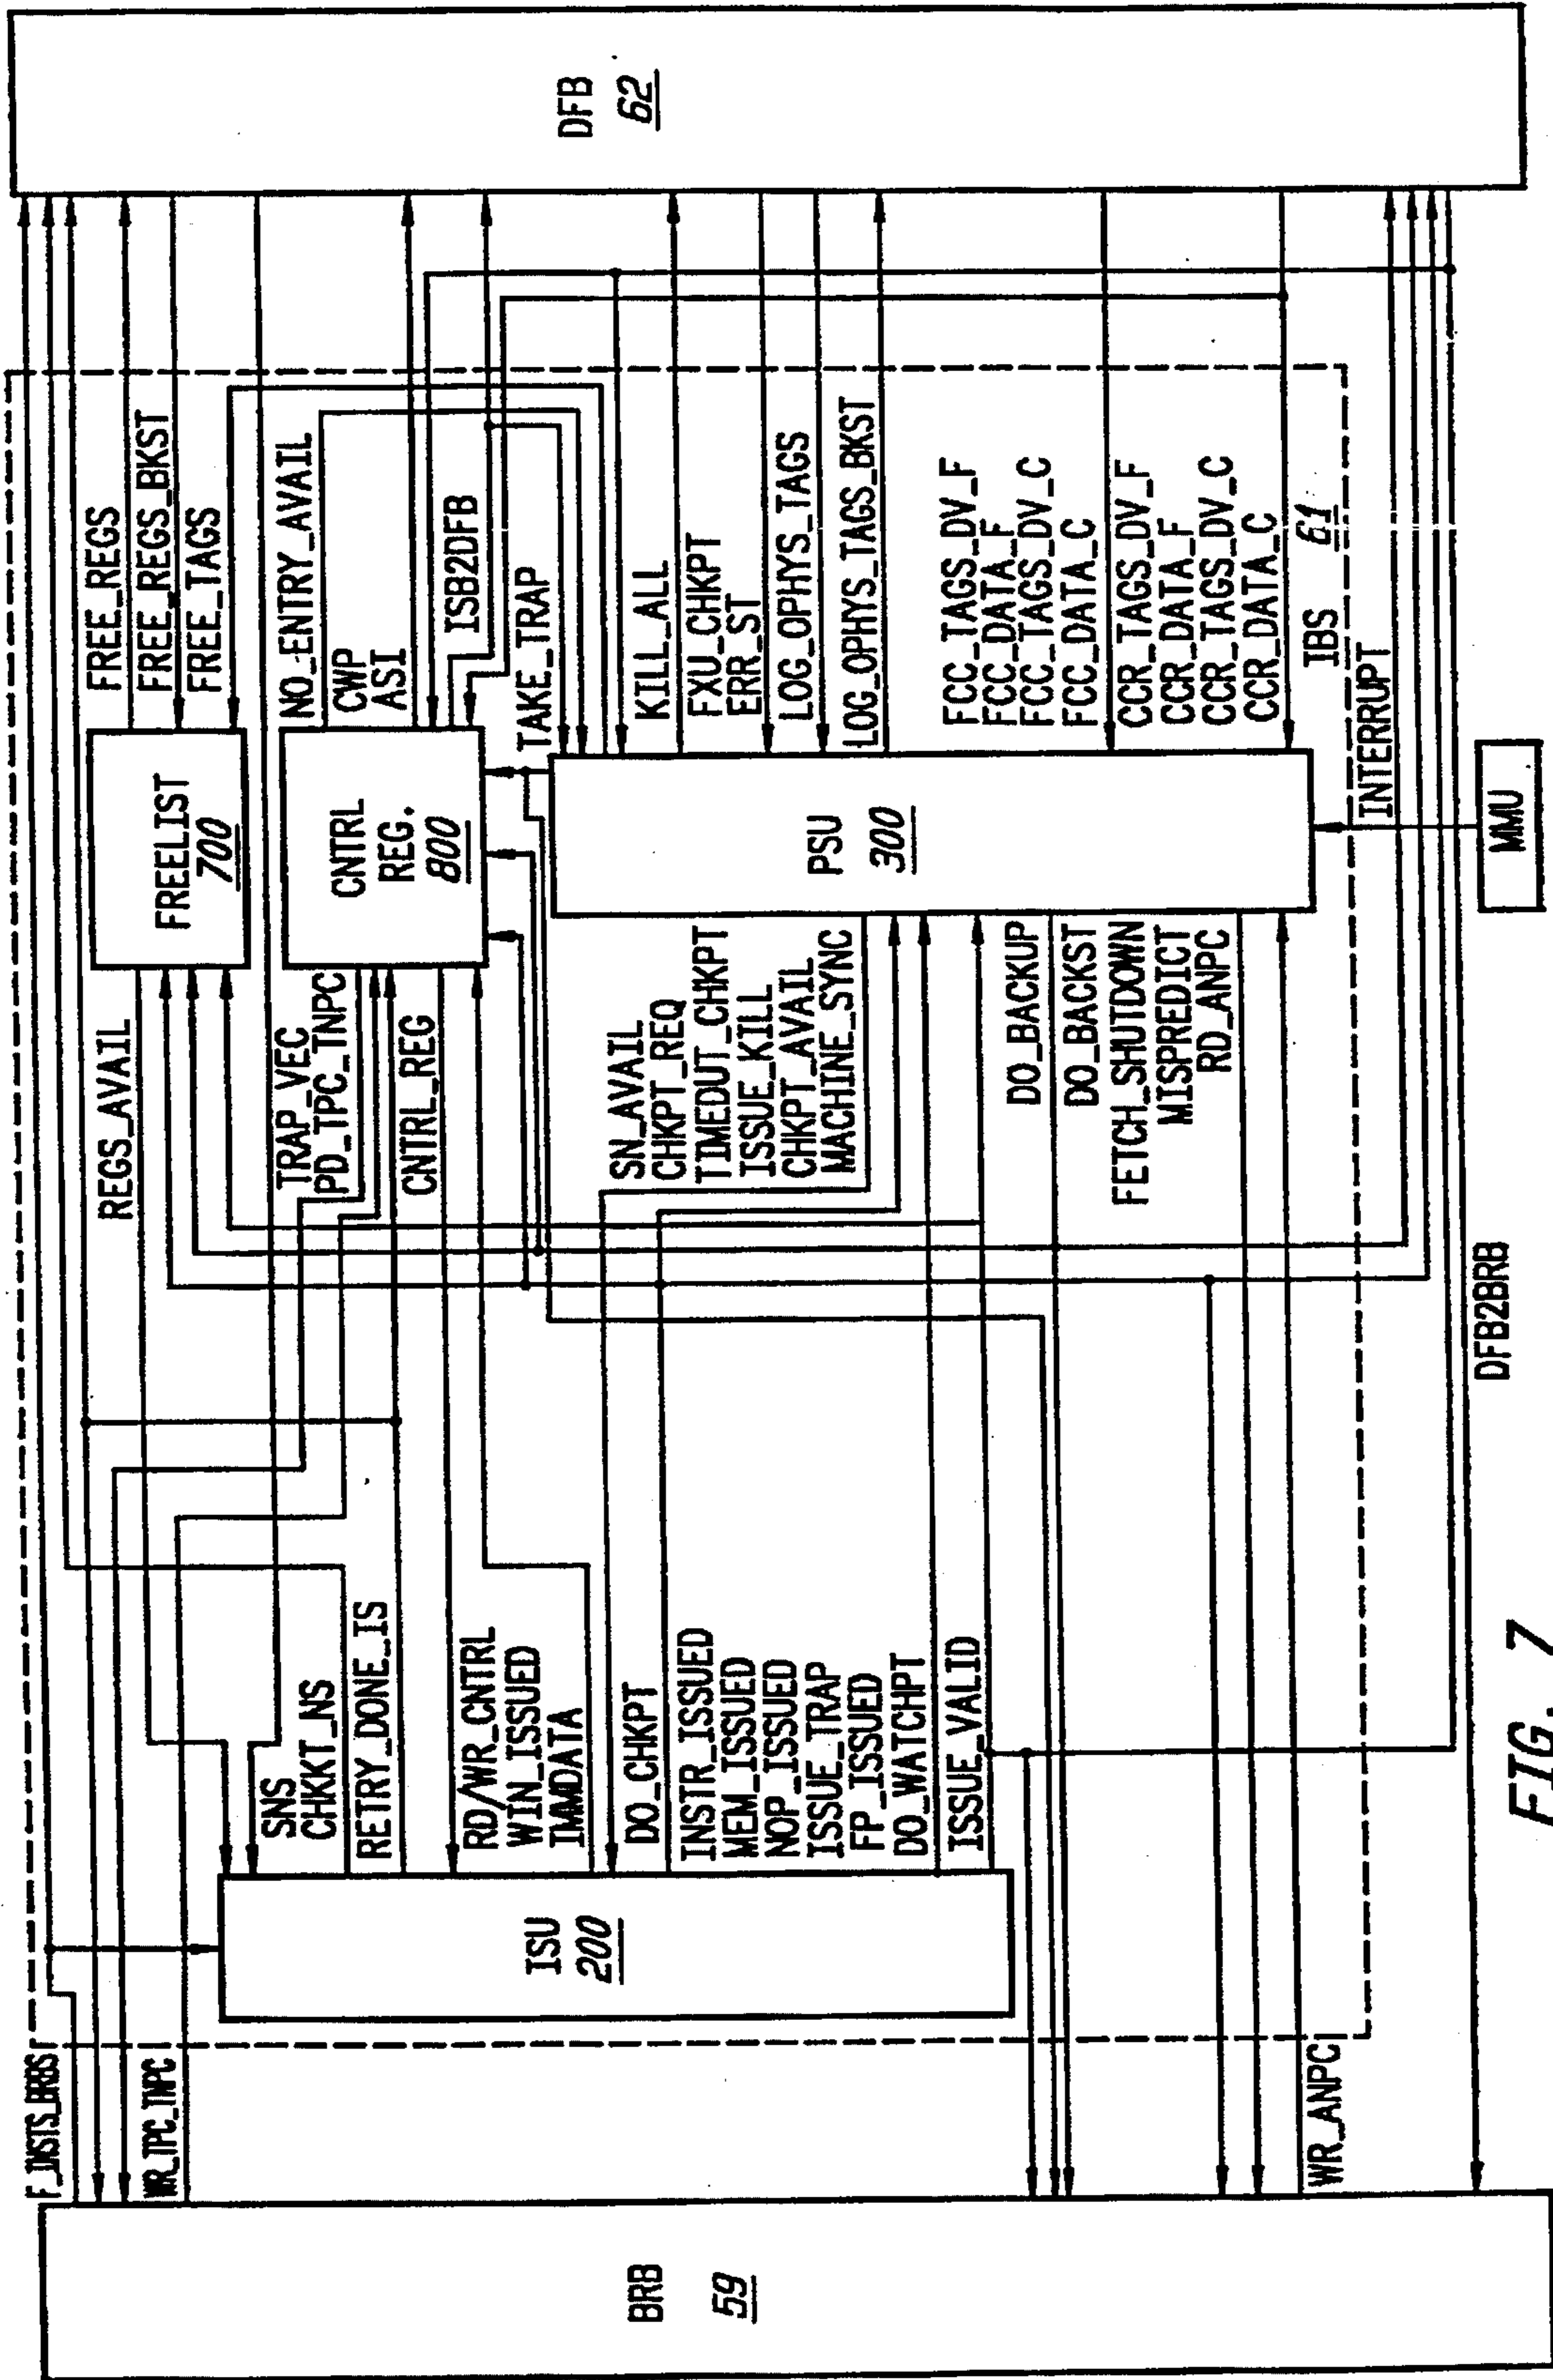 DFB
62
FREE_REGS
FREE_REGS_BKST
FREE_TAGS
NO_ENTRY_AVAIL
CWP
ASI
ISB2DFB
TAKE_TRAP
KILL_ALL
FXU_CHKPT
ERR_ST
LOG_OPHYS_TAGS
LOG_OPHYS_TAGS_BKST
FCC_TAGS_DV_F
FCC_DATA_F
FCC_TAGS_DV_C
FCC_DATA_C
CCR_TAGS_DV_F
CCR_DATA_F
CCR_TAGS_DV_C
CCR_DATA_C
IBS 61
INTERRUPT
FREELIST
700
CNTRL
REG.
800
PSU
300
MMU
REGS_AVAIL
TRAP_VEC
PD_TPC_TNPC
CNTRL_REG
SN_AVAIL
CHKPT_REQ
TIMEDUT_CHKPT
ISSUE_KILL
CHKPT_AVAIL
MACHINE_SYNC
DO_BACKUP
DO_BACKST
FETCH_SHUTDOWN
MISPREDICT
RD_ANPC
DFB2BRB
SNS
CHKKT_NS
RETRY_DONE_IS
RD/WR_CNTRL
WIN_ISSUED
IMMDATA
DO_CHKPT
INSTR_ISSUED
MEM_ISSUED
NOP_ISSUED
ISSUE_TRAP
FP_ISSUED
DO_WATCHPT
ISSUE_VALID
ISU
200
F_INSTS_BRBS
WR_TPC_TNPC
WR_ANPC
BRB
59
FIG. 7